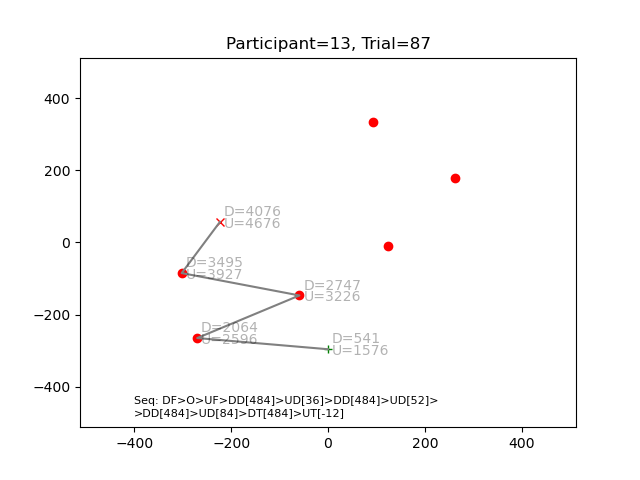 Participant=13, Trial=87
400
200
0
−200
−400
D=4076
U=4676
D=3495
U=3927
D=2747
U=3226
D=2064
U=2596
D=541
U=1576
Seq: DF>O>UF>DD[484]>UD[36]>DD[484]>UD[52]>
>DD[484]>UD[84]>DT[484]>UT[-12]
−400
−200
0
200
400